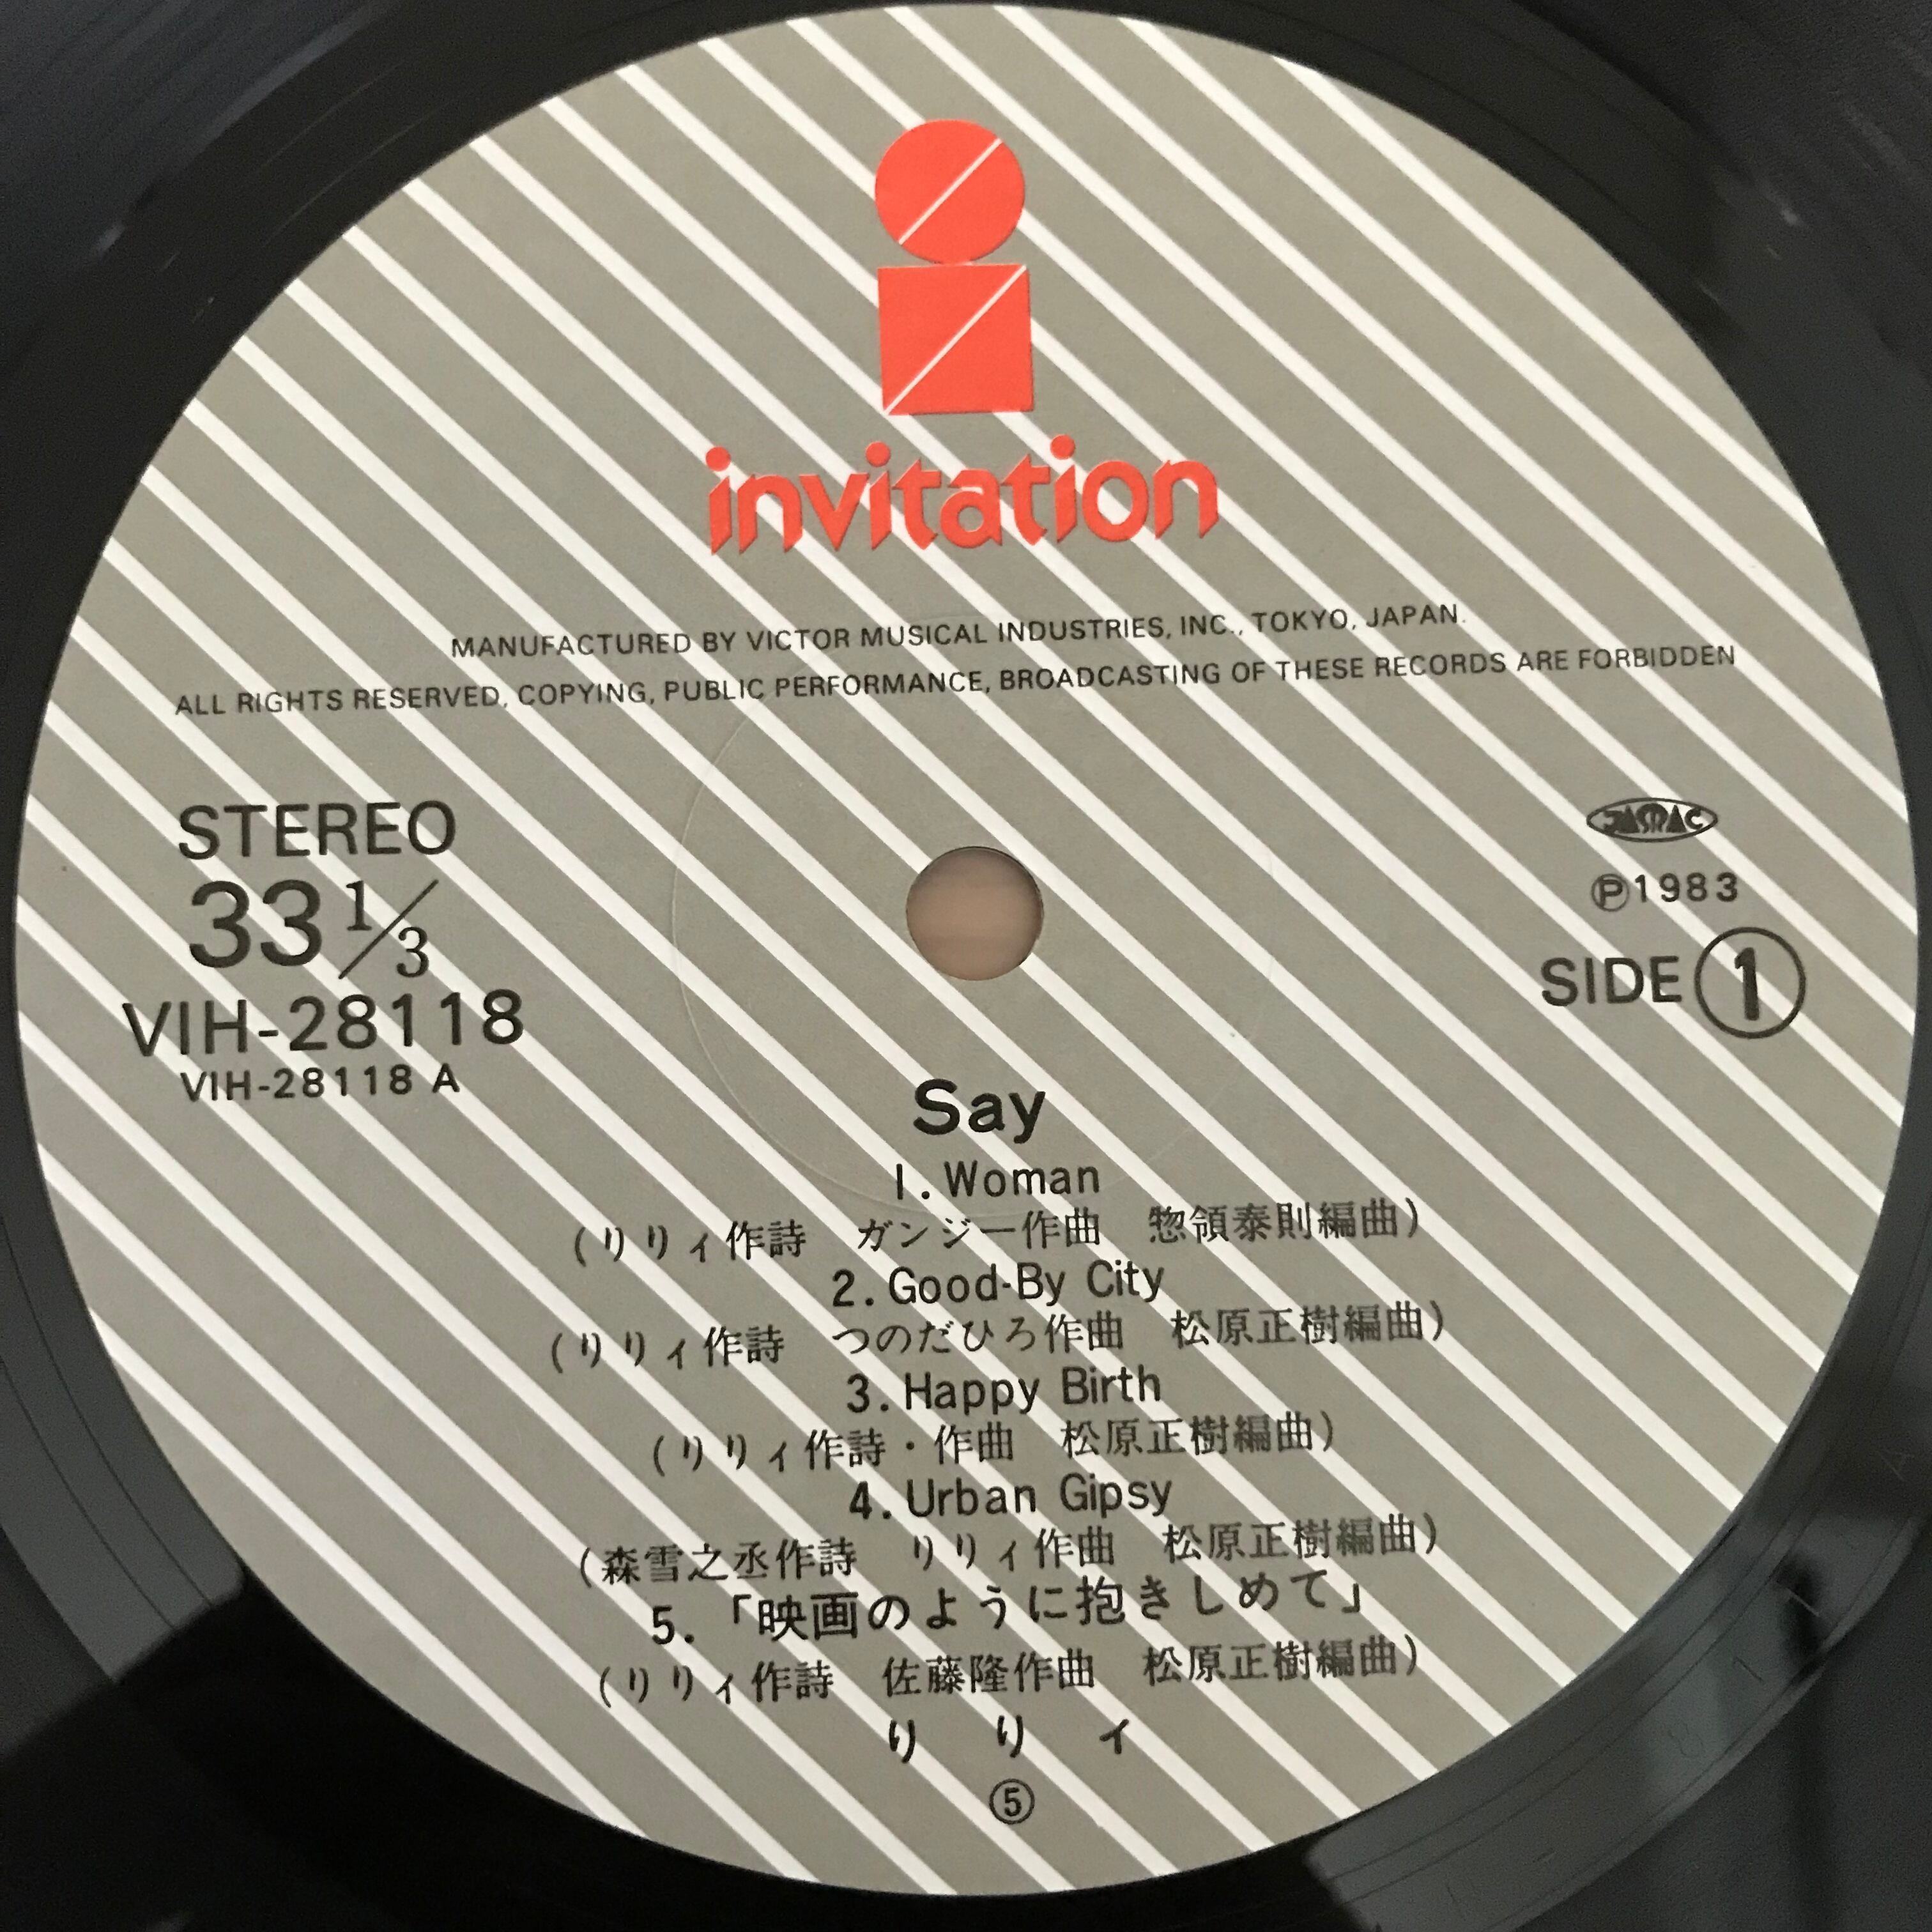 invitation
MANUFACTURED BY VICTOR MUSICAL INDUSTRIES, INC., TOKYO, JAPAN.
ALL RIGHTS RESERVED, COPYING, PUBLIC PERFORMANCE, BROADCASTING OF THESE RECORDS ARE FORBIDDEN
STEREO
33 1/3
VIH-28118
VIH-28118 A
JASRAC
Ⓟ1983
SIDE 1
Say
1. Woman
(りりィ作詩　ガンジー作曲　惣領泰則編曲)
2. Good-By City
(りりィ作詩　つのだひろ作曲　松原正樹編曲)
3. Happy Birth
(りりィ作詩・作曲　松原正樹編曲)
4. Urban Gipsy
(森雪之丞作詩　りりィ作曲　松原正樹編曲)
5. 「映画のように抱きしめて」
(りりィ作詩　佐藤隆作曲　松原正樹編曲)
りりィ
⑤